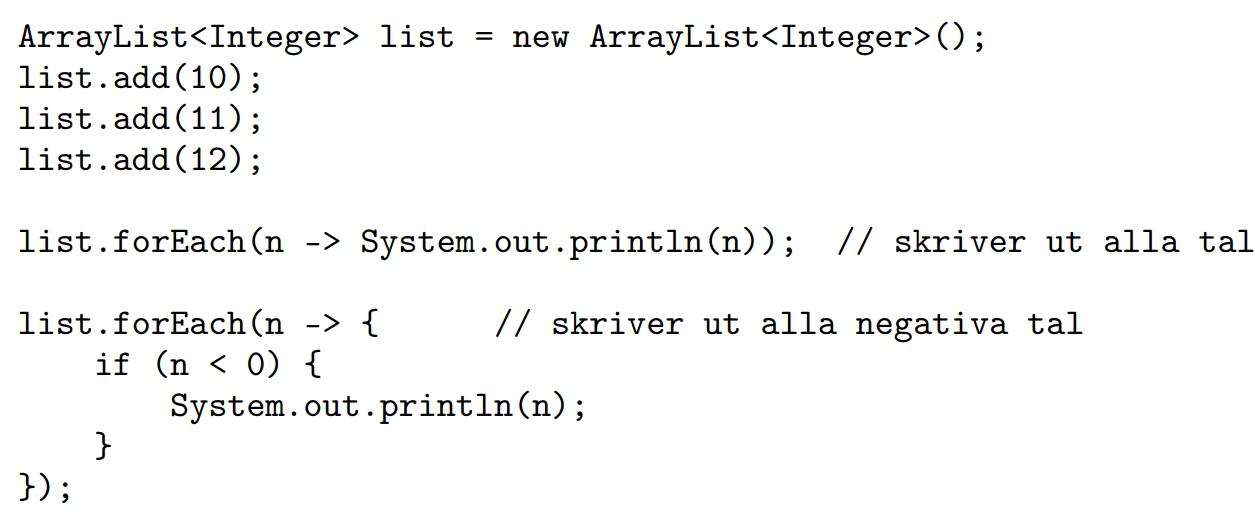 ArrayList<Integer> list = new ArrayList<Integer>();
list.add(10);
list.add(11);
list.add(12);
list.forEach(n -> System.out.println(n));  // skriver ut alla tal
list.forEach(n -> {      // skriver ut alla negativa tal
    if (n < 0) {
        System.out.println(n);
    }
});